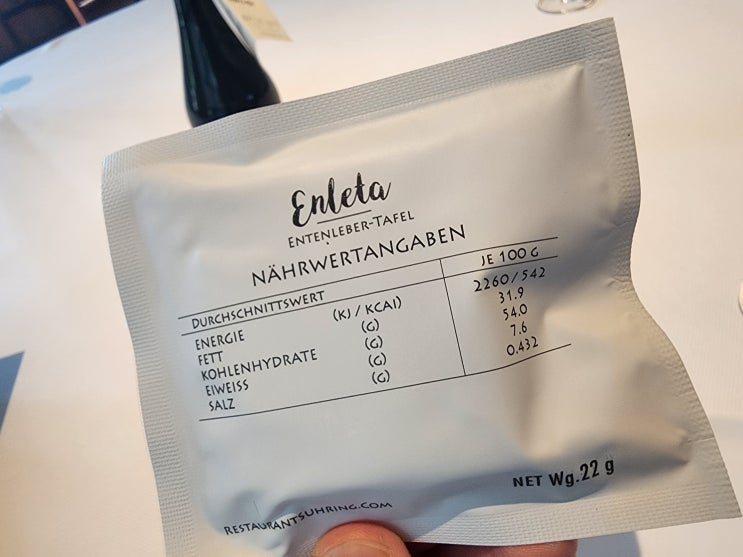 Enleta
ENTENLEBER-TAFEL
NÄHRWERTANGABEN
DURCHSCHNITTSWERT JE 100 G
ENERGIE (KJ / KCAl) 2260/542
FETT (G) 31.9
KOHLENHYDRATE (G) 54.0
EIWEISS (G) 7.6
SALZ (G) 0.432
NET Wg.22 g
RESTAURANTSUHRING.COM